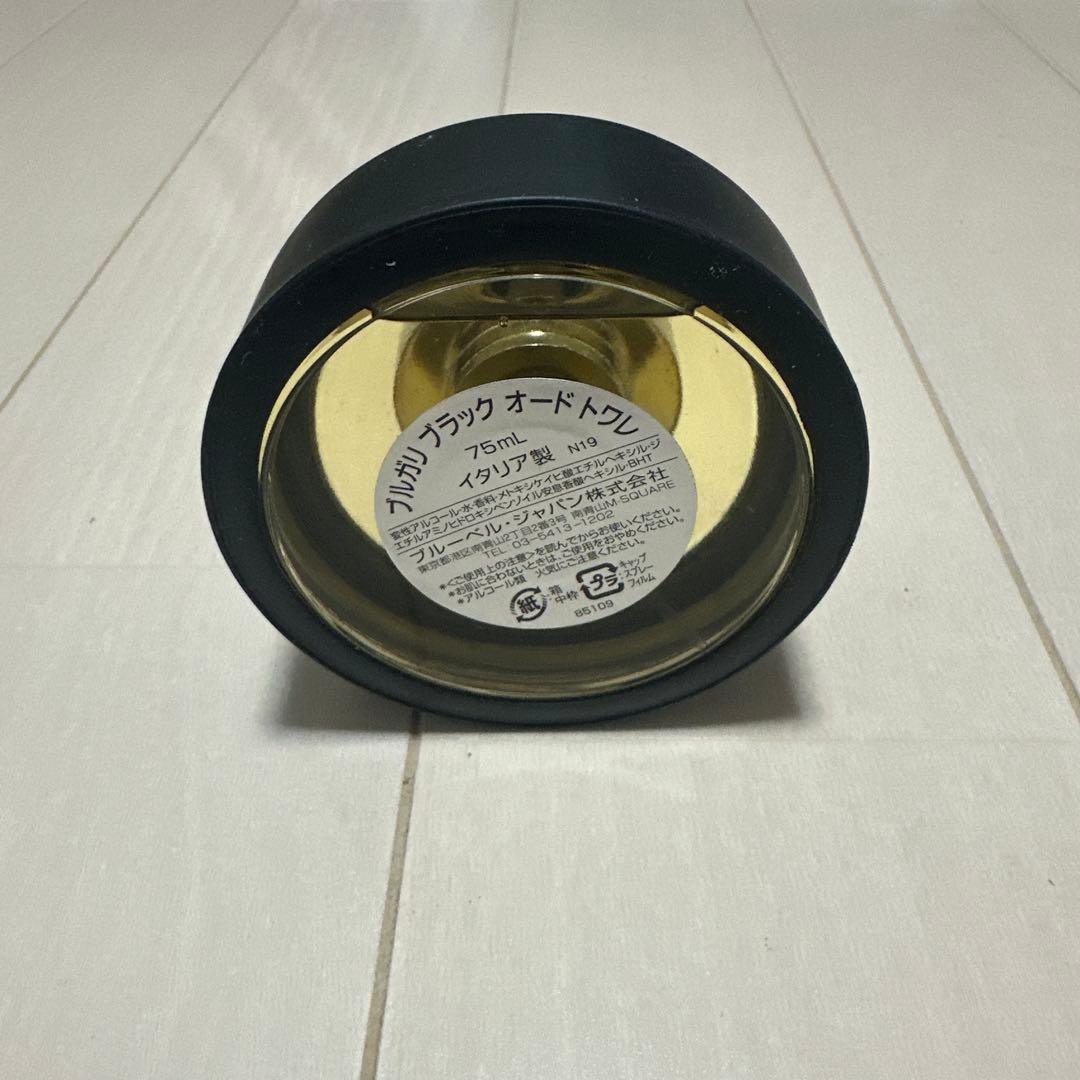 ブルガリ ブラック オードトワレ
75mL
イタリア製 N19
変性アルコール・水・香料・メトキシケイヒ酸エチルヘキシル・ジ
エチルアミノヒドロキシベンゾイル安息香酸ヘキシル・BHT
ブルーベル・ジャパン株式会社
東京都港区南青山2丁目2番3号 南青山M-SQUARE
TEL 03-5413-1202
*<ご使用上の注意>を読んでからお使いください。
*お肌に合わないときは、ご使用をおやめください。
*アルコール類 火気にご注意ください。
紙 :箱 中枠 プラ :キャップ スプレー フィルム
85109